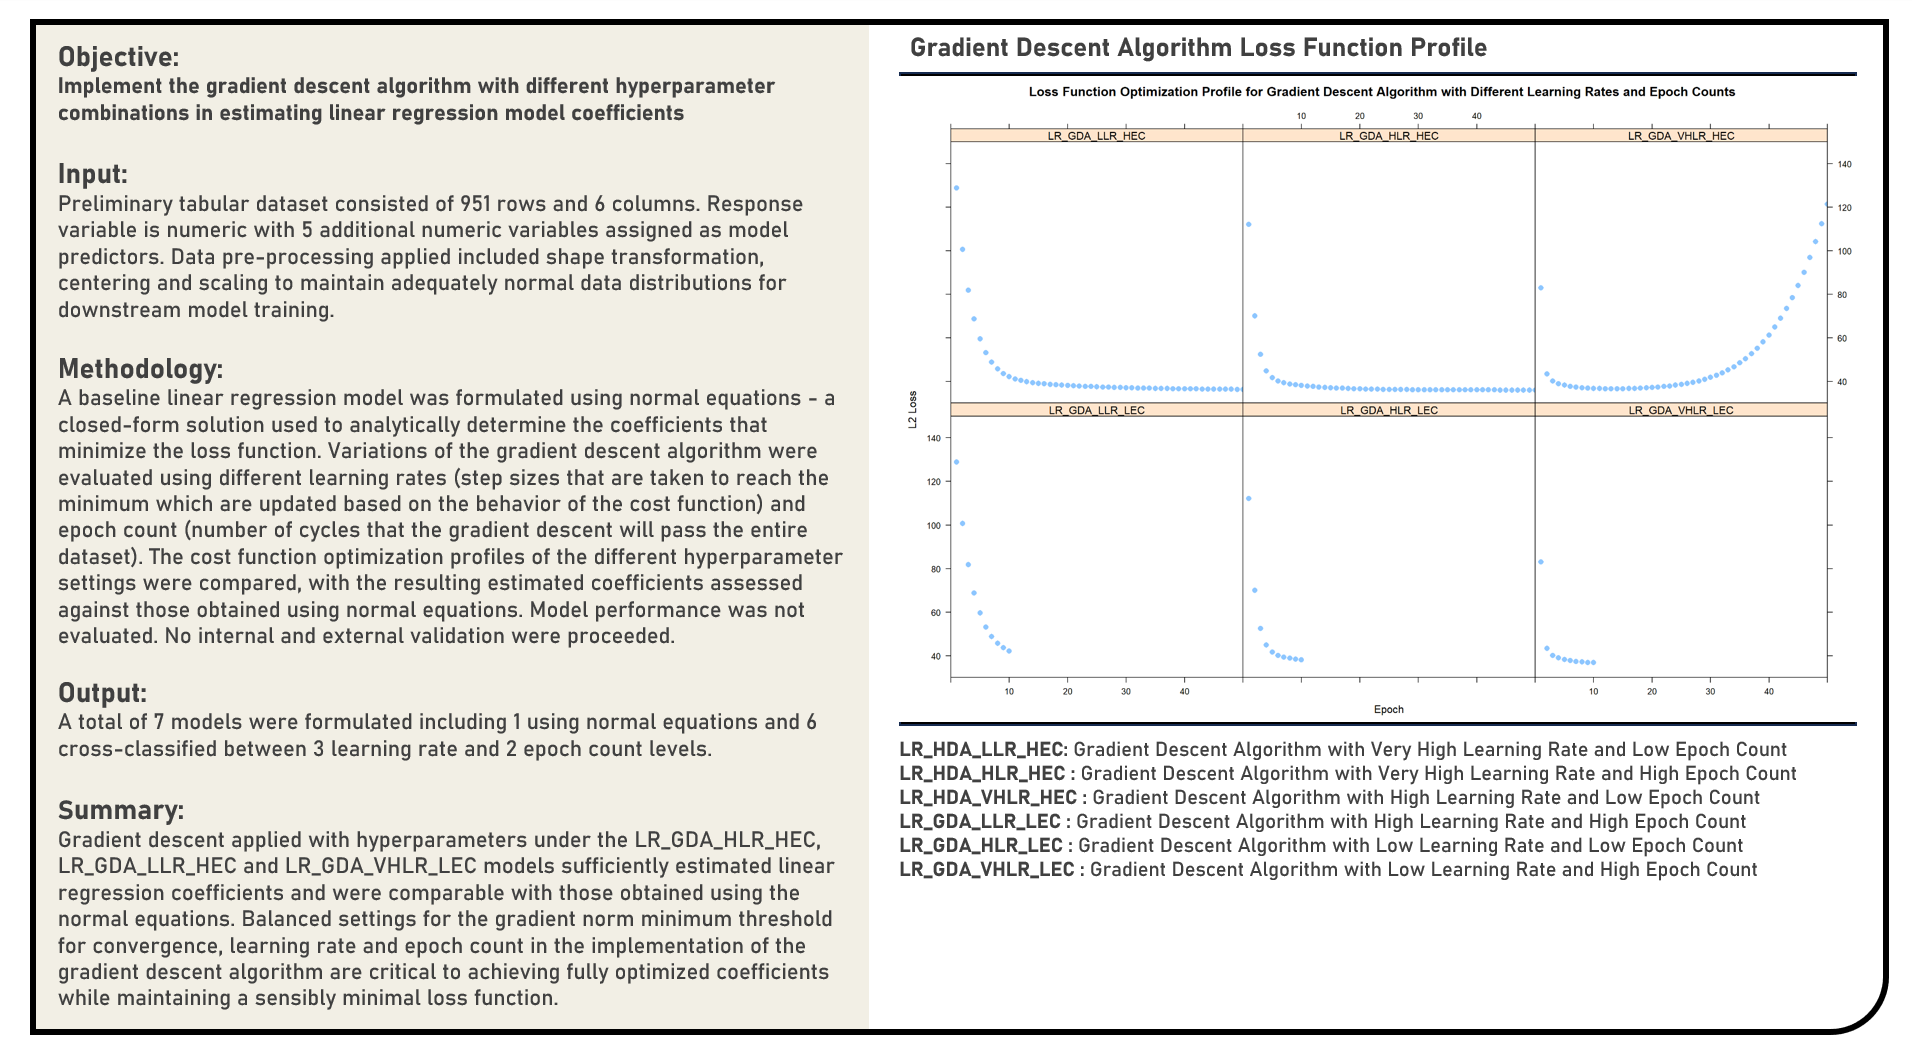 Objective:
Implement the gradient descent algorithm with different hyperparameter
combinations in estimating linear regression model coefficients
Input:
Preliminary tabular dataset consisted of 951 rows and 6 columns. Response
variable is numeric with 5 additional numeric variables assigned as model
predictors. Data pre-processing applied included shape transformation,
centering and scaling to maintain adequately normal data distributions for
downstream model training.
Methodology:
A baseline linear regression model was formulated using normal equations - a
closed-form solution used to analytically determine the coefficients that
minimize the loss function. Variations of the gradient descent algorithm were
evaluated using different learning rates (step sizes that are taken to reach the
minimum which are updated based on the behavior of the cost function) and
epoch count (number of cycles that the gradient descent will pass the entire
dataset). The cost function optimization profiles of the different hyperparameter
settings were compared, with the resulting estimated coefficients assessed
against those obtained using normal equations. Model performance was not
evaluated. No internal and external validation were proceeded.
Output:
A total of 7 models were formulated including 1 using normal equations and 6
cross-classified between 3 learning rate and 2 epoch count levels.
Summary:
Gradient descent applied with hyperparameters under the LR_GDA_HLR_HEC,
LR_GDA_LLR_HEC and LR_GDA_VHLR_LEC models sufficiently estimated linear
regression coefficients and were comparable with those obtained using the
normal equations. Balanced settings for the gradient norm minimum threshold
for convergence, learning rate and epoch count in the implementation of the
gradient descent algorithm are critical to achieving fully optimized coefficients
while maintaining a sensibly minimal loss function.
Gradient Descent Algorithm Loss Function Profile
Loss Function Optimization Profile for Gradient Descent Algorithm with Different Learning Rates and Epoch Counts
10 20 30 40
LR_GDA_LLR_HEC LR_GDA_HLR_HEC LR_GDA_VHLR_HEC
140
120
100
80
60
40
L2 Loss
LR_GDA_LLR_LEC LR_GDA_HLR_LEC LR_GDA_VHLR_LEC
140
120
100
80
60
40
10 20 30 40 10 20 30 40
Epoch
LR_HDA_LLR_HEC: Gradient Descent Algorithm with Very High Learning Rate and Low Epoch Count
LR_HDA_HLR_HEC : Gradient Descent Algorithm with Very High Learning Rate and High Epoch Count
LR_HDA_VHLR_HEC : Gradient Descent Algorithm with High Learning Rate and Low Epoch Count
LR_GDA_LLR_LEC : Gradient Descent Algorithm with High Learning Rate and High Epoch Count
LR_GDA_HLR_LEC : Gradient Descent Algorithm with Low Learning Rate and Low Epoch Count
LR_GDA_VHLR_LEC : Gradient Descent Algorithm with Low Learning Rate and High Epoch Count